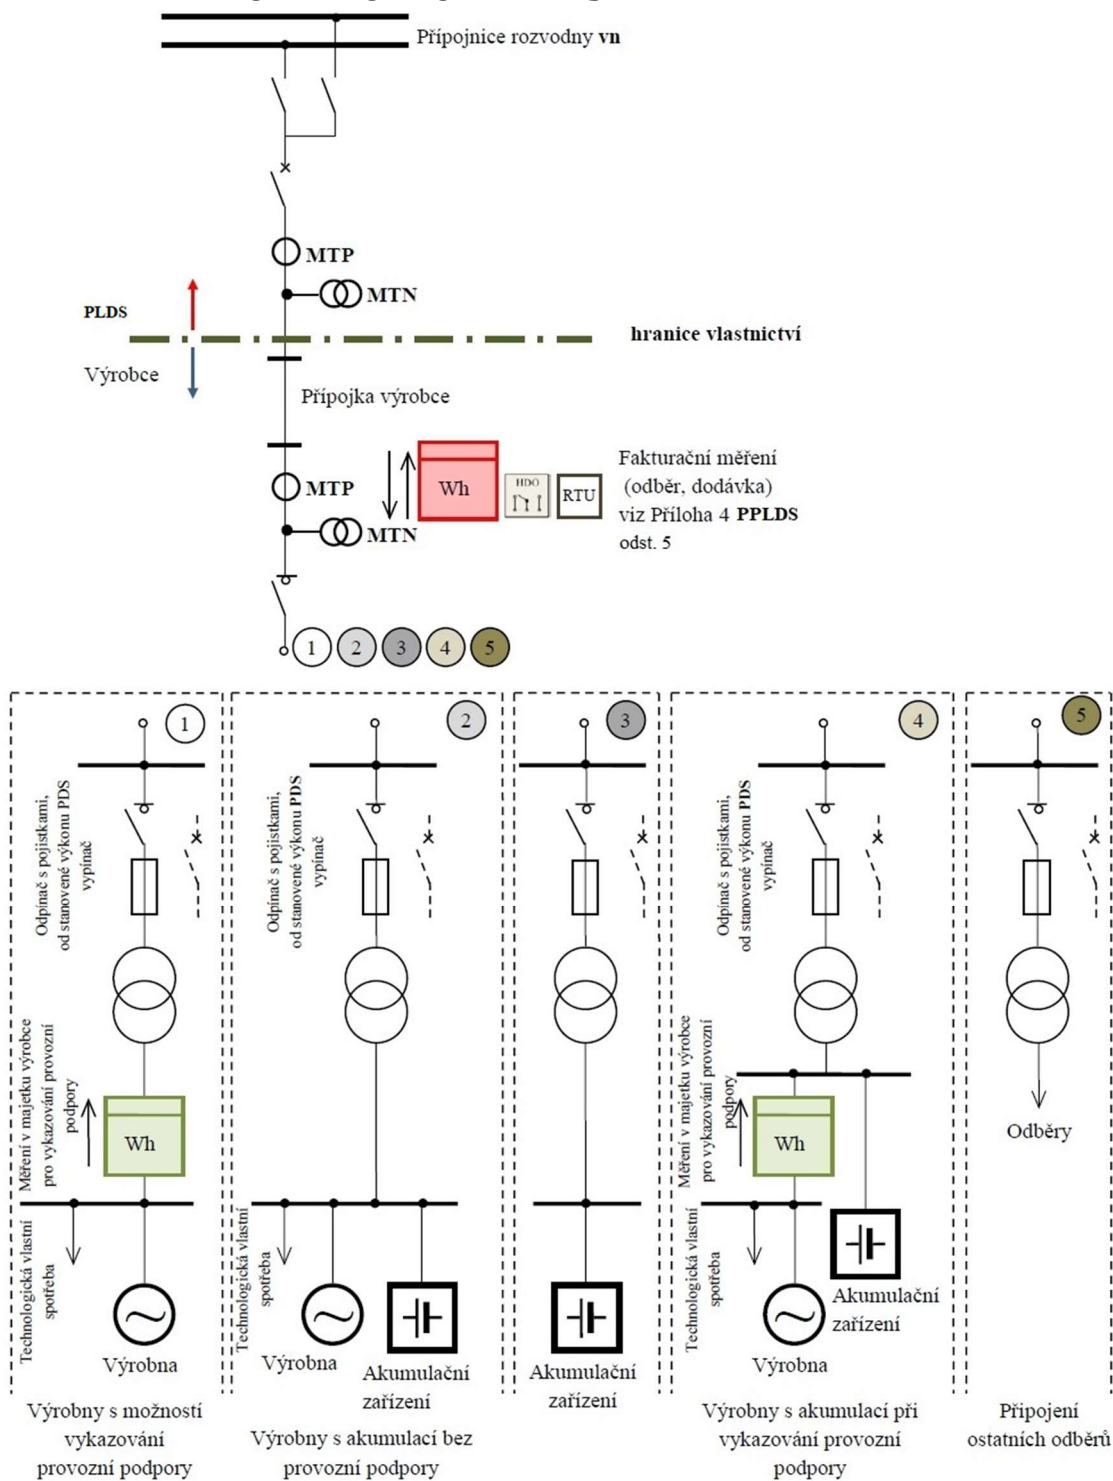 Přípojnice rozvodny vn
MTP
MTN
PLDS
hranice vlastnictví
Výrobce
Přípojka výrobce
Wh
HDO
RTU
Fakturační měření
(odběr, dodávka)
viz Příloha 4 PPLDS
odst. 5
MTP
MTN
1
2
3
4
5
1
Odpínač s pojistkami,
od stanovené výkonu PDS
vypínač
Měření v majetku výrobce
pro vykazování provozní
podpory
Wh
Technologická vlastní
spotřeba
Výrobna
Výrobny s možností
vykazování
provozní podpory
2
Odpínač s pojistkami,
od stanovené výkonu PDS
vypínač
Technologická vlastní
spotřeba
Výrobna
Akumulační
zařízení
Výrobny s akumulací bez
provozní podpory
3
Akumulační
zařízení
4
Odpínač s pojistkami,
od stanovené výkonu PDS
vypínač
Měření v majetku výrobce
pro vykazování provozní
podpory
Wh
Technologická vlastní
spotřeba
Výrobna
Akumulační
zařízení
Výrobny s akumulací při
vykazování provozní
podpory
5
Odběry
Připojení
ostatních odběrů